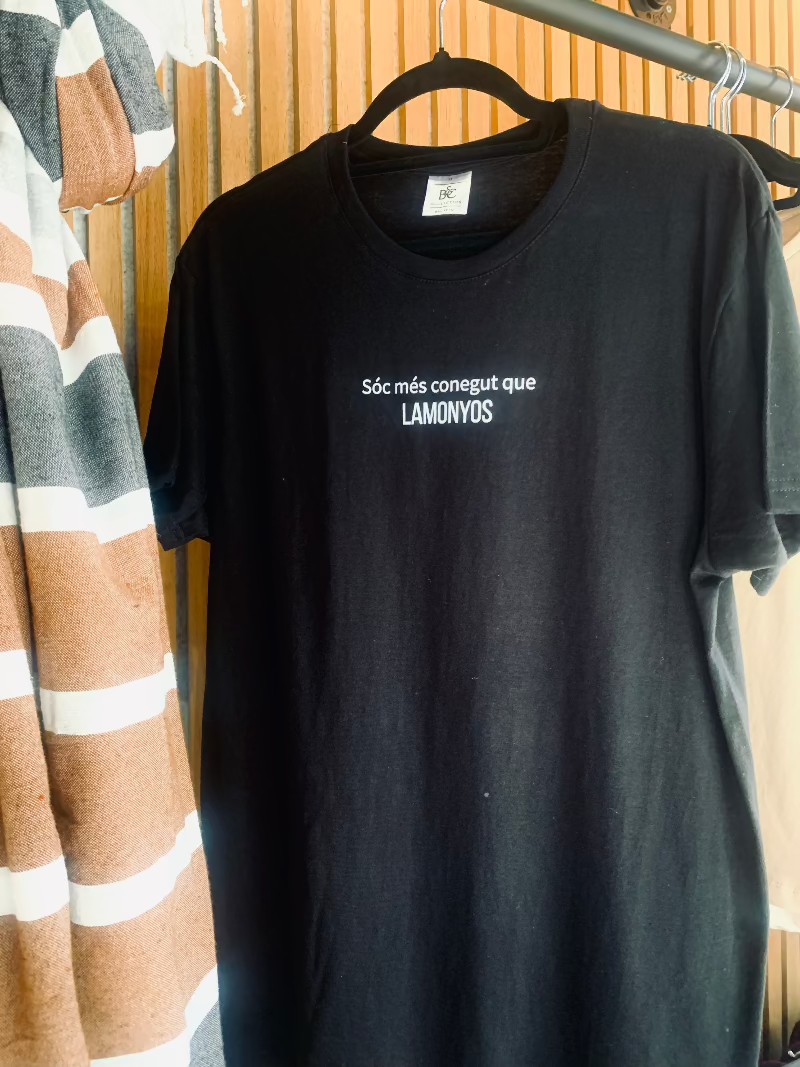 B&C
Sóc més conegut que
LAMONYOS